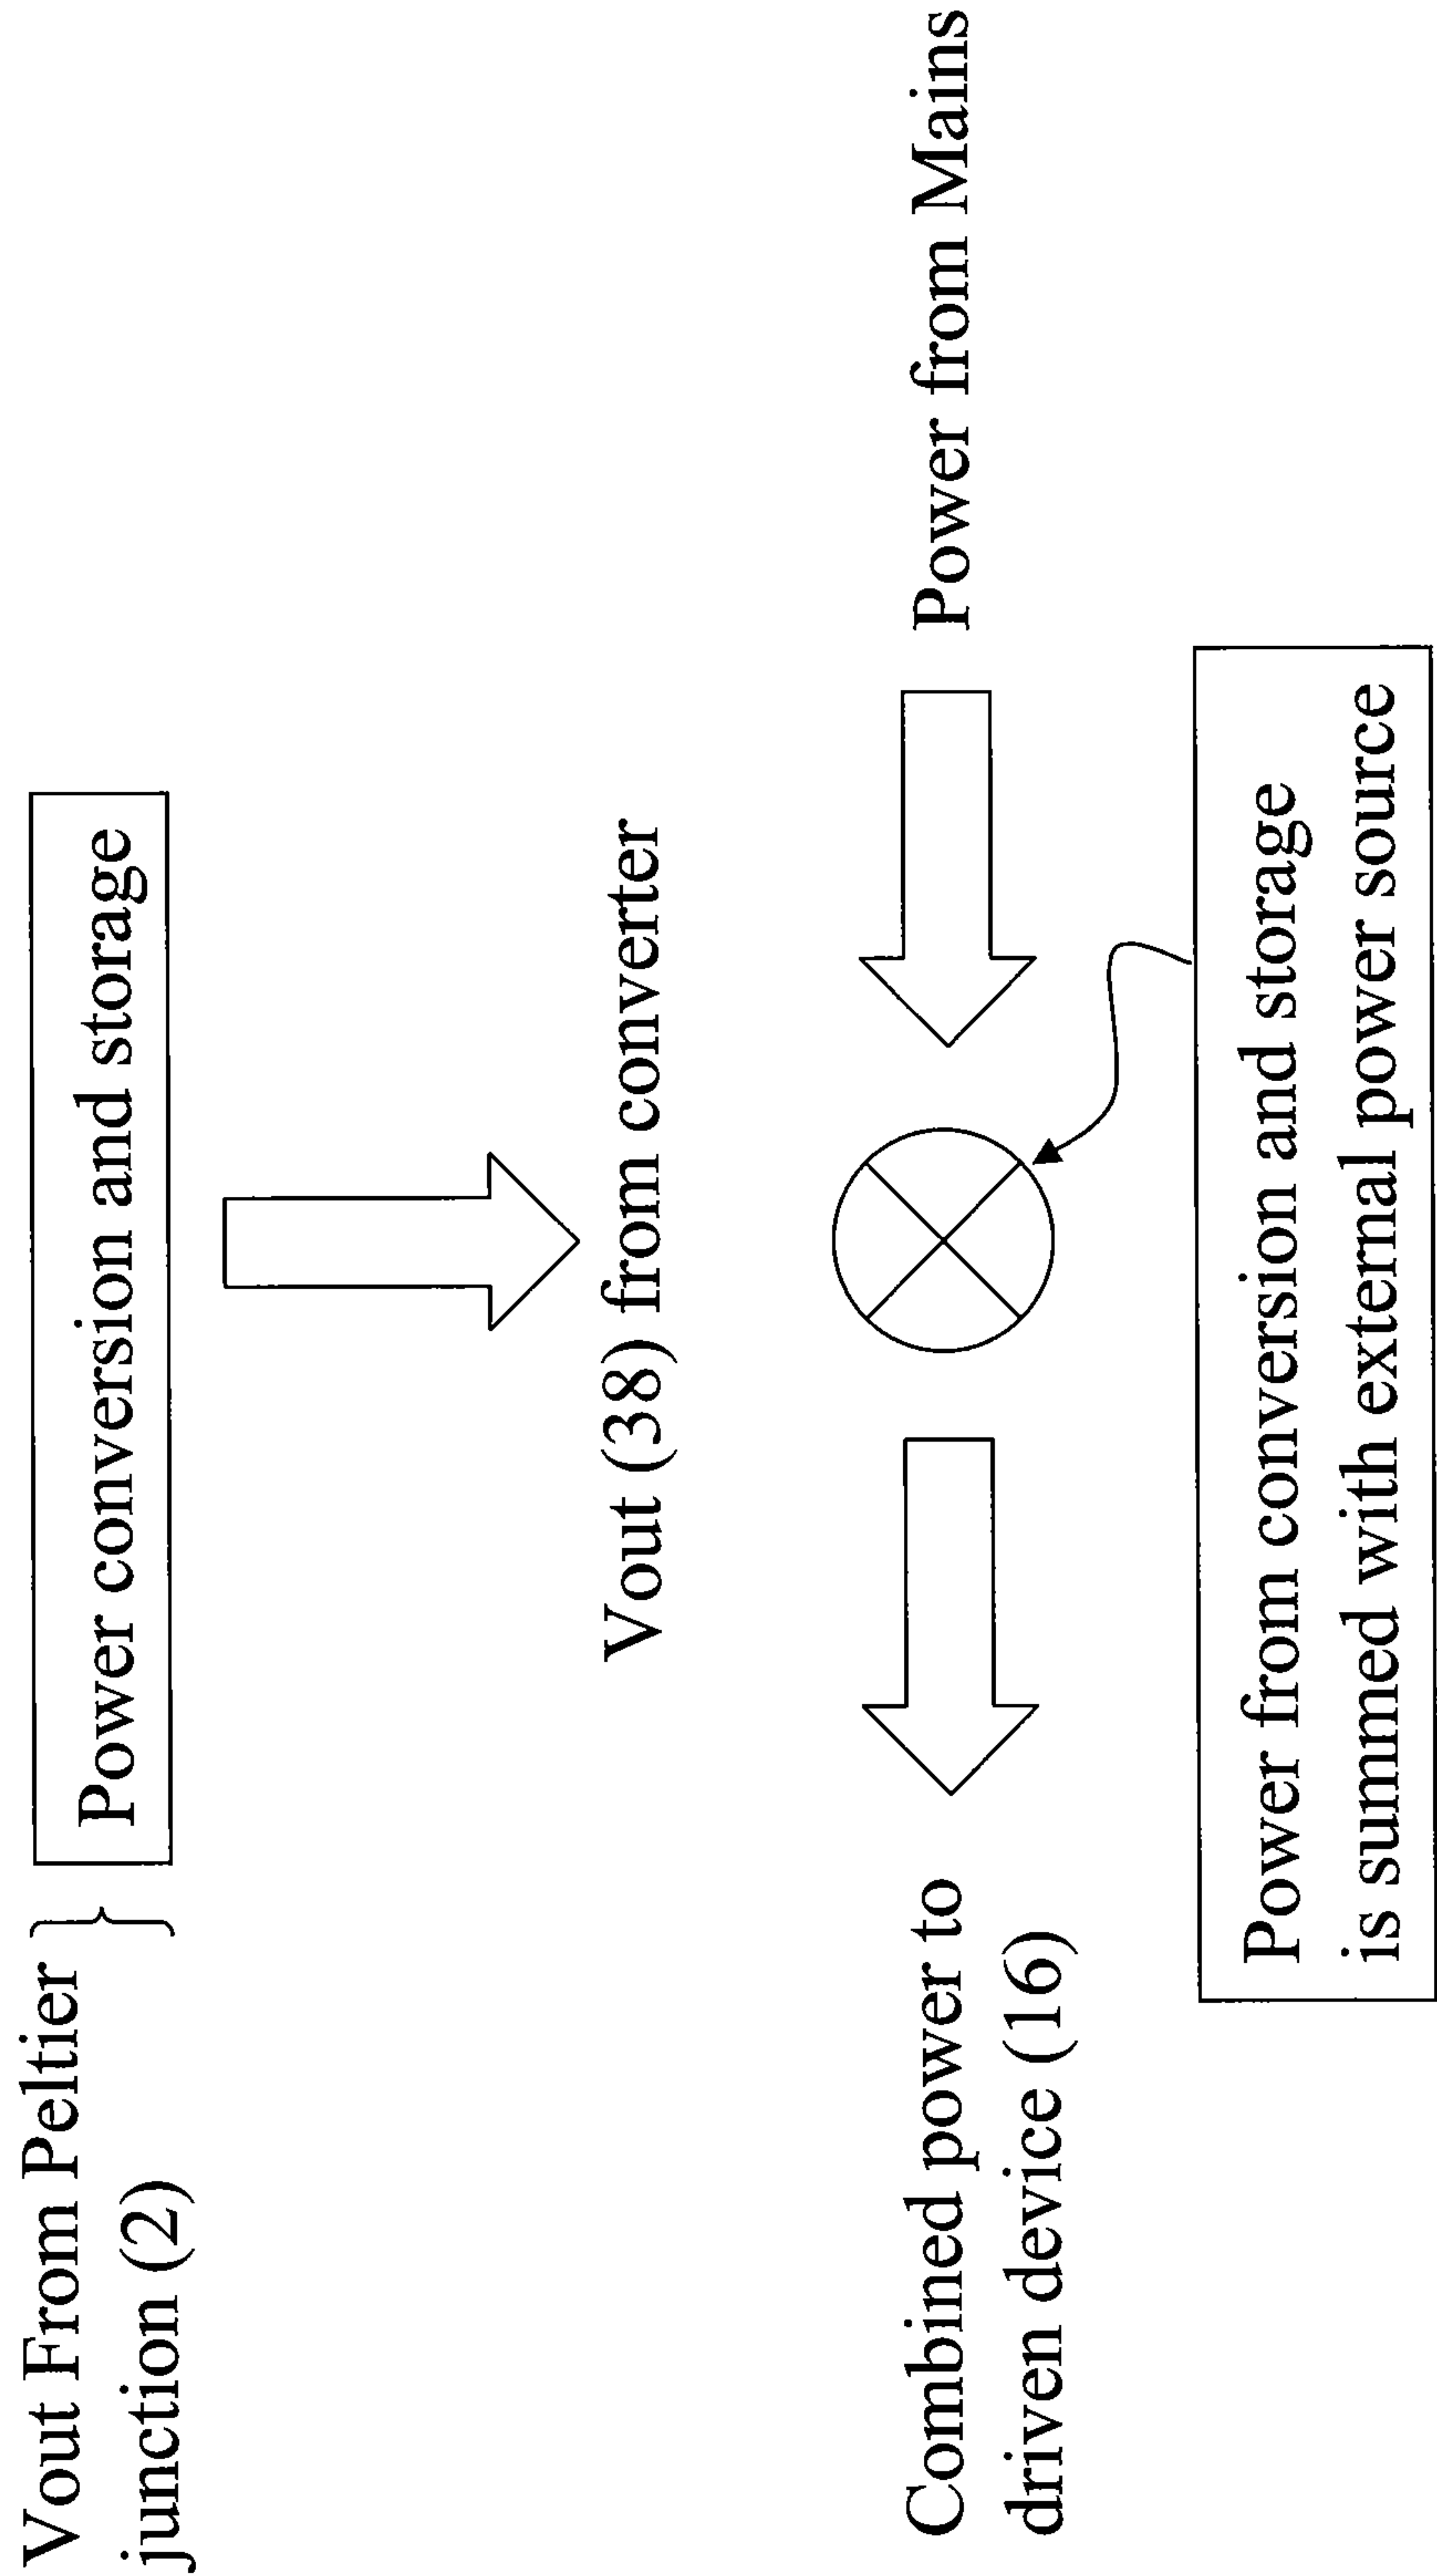 Vout From Peltier
junction (2)
Power conversion and storage
Vout (38) from converter
Power from Mains
Combined power to
driven device (16)
Power from conversion and storage
is summed with external power source